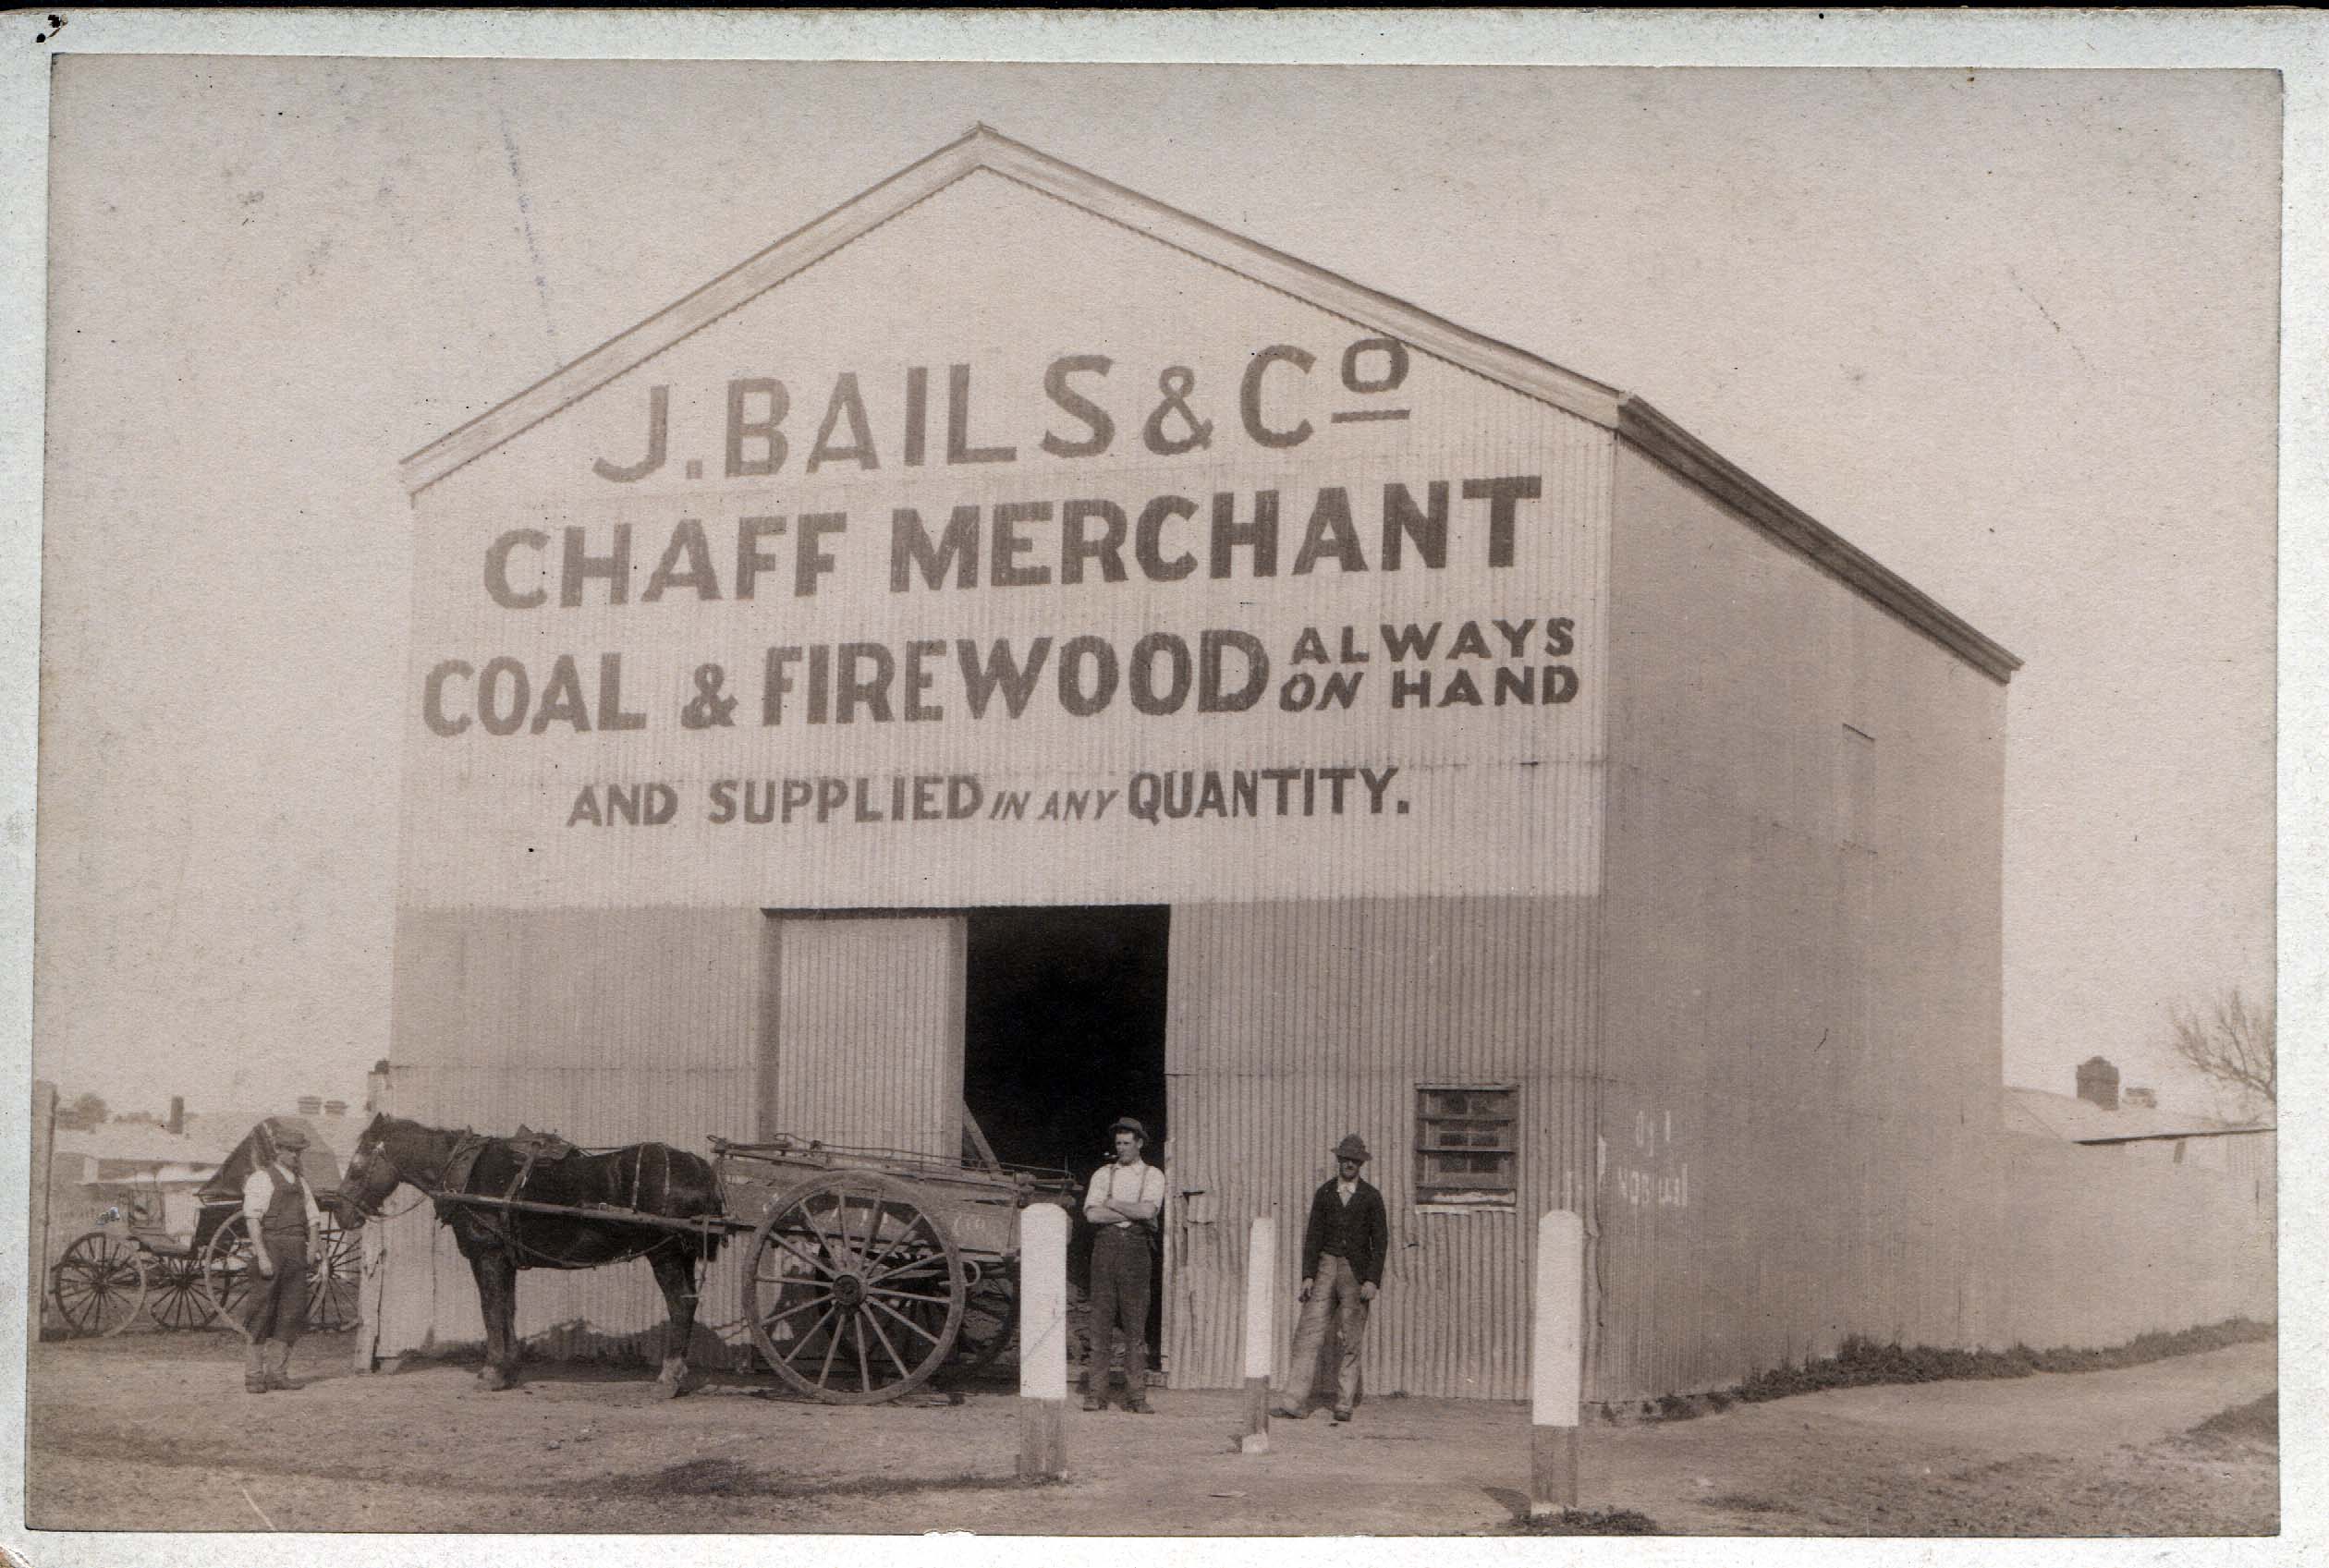 J. BAILS & Co
CHAFF MERCHANT
COAL & FIREWOOD ALWAYS ON HAND
AND SUPPLIED IN ANY QUANTITY.